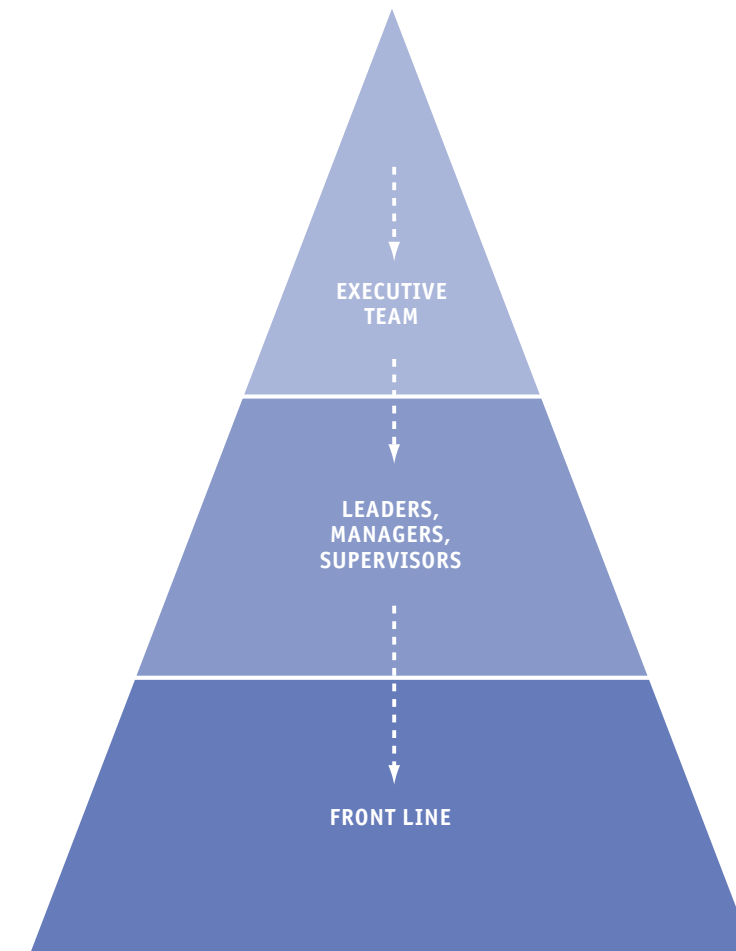 EXECUTIVE
TEAM
LEADERS,
MANAGERS,
SUPERVISORS
FRONT LINE